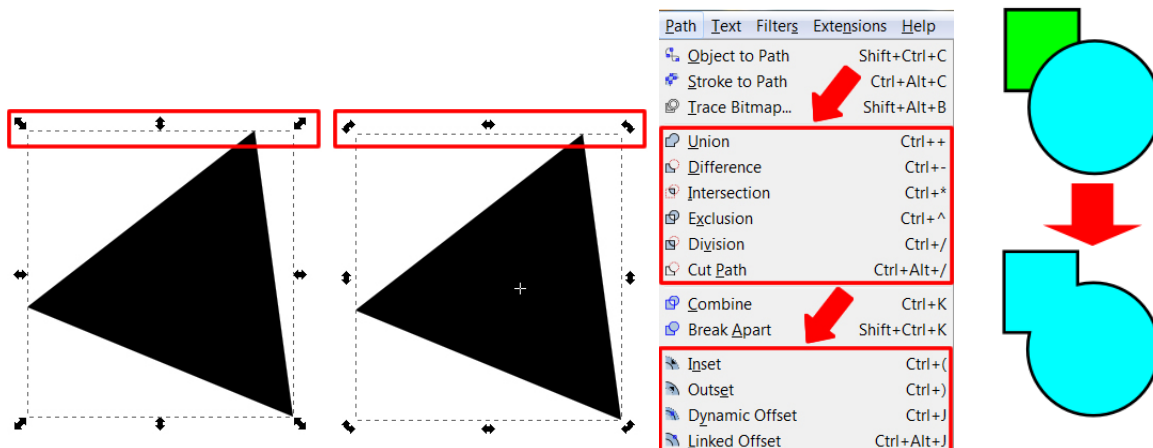 Path Text Filters Extensions Help
Object to Path Shift+Ctrl+C
Stroke to Path Ctrl+Alt+C
Trace Bitmap... Shift+Alt+B
Union Ctrl++
Difference Ctrl+-
Intersection Ctrl+*
Exclusion Ctrl+^
Division Ctrl+/
Cut Path Ctrl+Alt+/
Combine Ctrl+K
Break Apart Shift+Ctrl+K
Inset Ctrl+(
Outset Ctrl+)
Dynamic Offset Ctrl+J
Linked Offset Ctrl+Alt+J